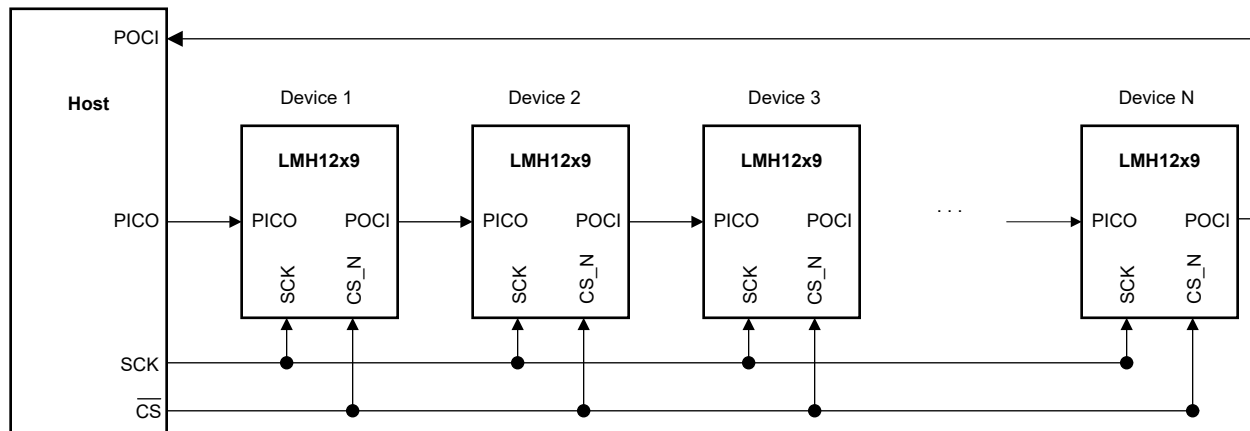 POCI
Host
Device 1 Device 2 Device 3 Device N
LMH12x9 LMH12x9 LMH12x9 LMH12x9
PICO PICO POCI PICO POCI PICO POCI . . . PICO POCI
SCK CS_N SCK CS_N SCK CS_N SCK CS_N
SCK
C̅S̅